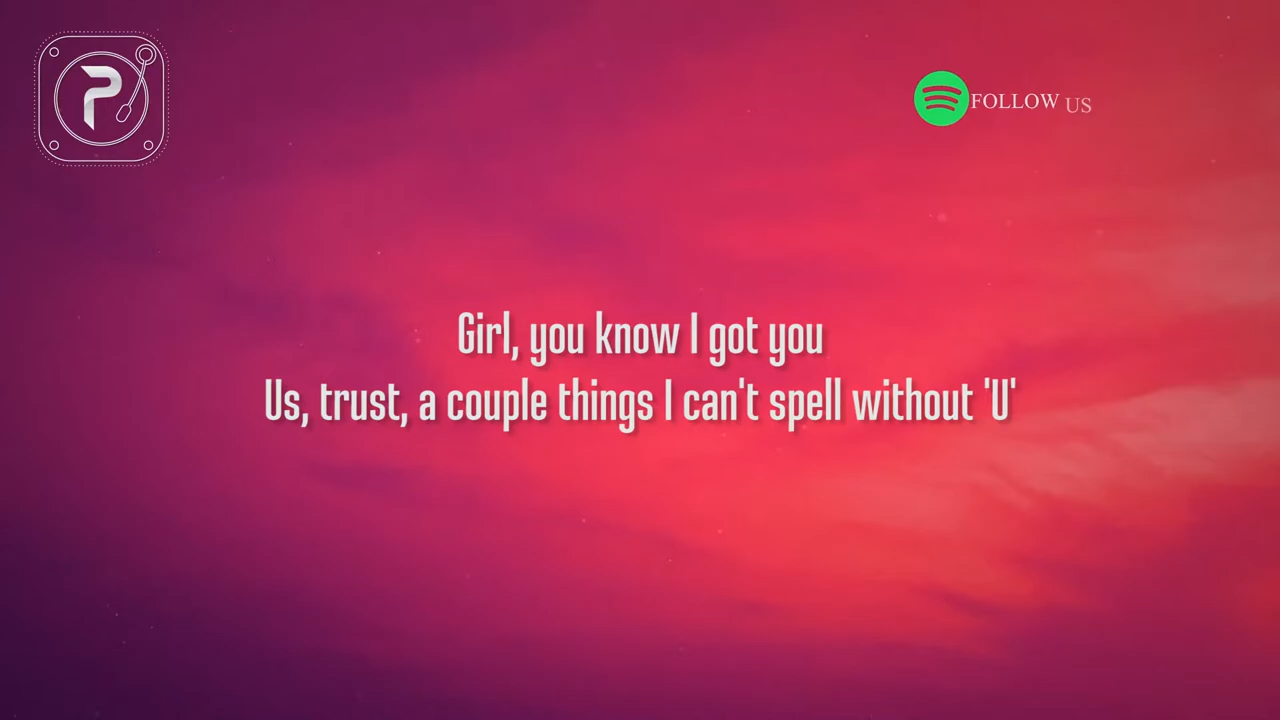 P
FOLLOW US
Girl, you know I got you
Us, trust, a couple things I can't spell without 'U'